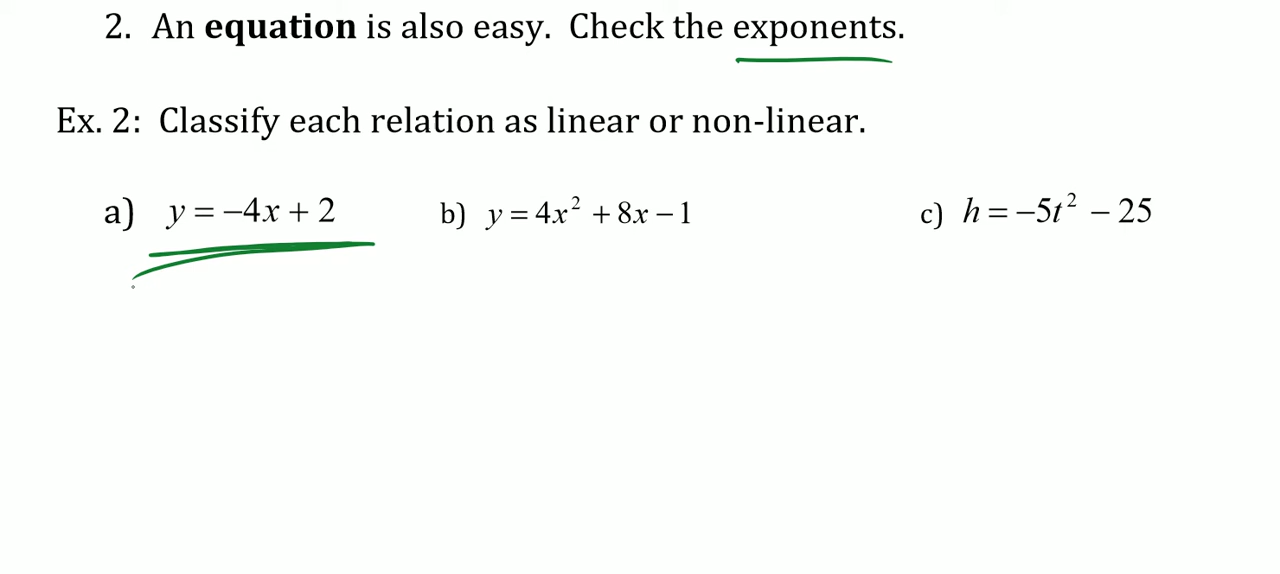 2. An equation is also easy. Check the exponents.
Ex. 2: Classify each relation as linear or non-linear.
a) y = −4x + 2 b) y = 4x² + 8x − 1 c) h = −5t² − 25